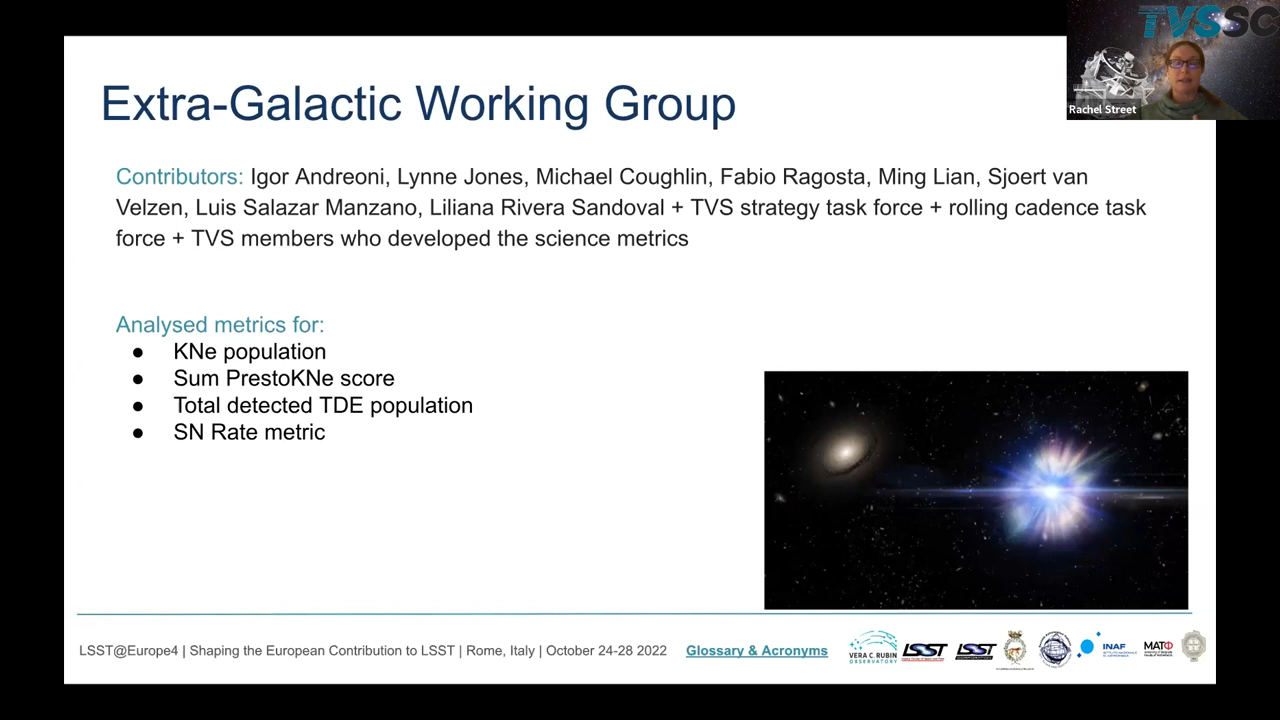 TVSSC
Rachel Street
Extra-Galactic Working Group
Contributors: Igor Andreoni, Lynne Jones, Michael Coughlin, Fabio Ragosta, Ming Lian, Sjoert van
Velzen, Luis Salazar Manzano, Liliana Rivera Sandoval + TVS strategy task force + rolling cadence task
force + TVS members who developed the science metrics
Analysed metrics for:
● KNe population
● Sum PrestoKNe score
● Total detected TDE population
● SN Rate metric
LSST@Europe4 | Shaping the European Contribution to LSST | Rome, Italy | October 24-28 2022
Glossary & Acronyms
VERA C. RUBIN
OBSERVATORY
LSST
LSST
INAF